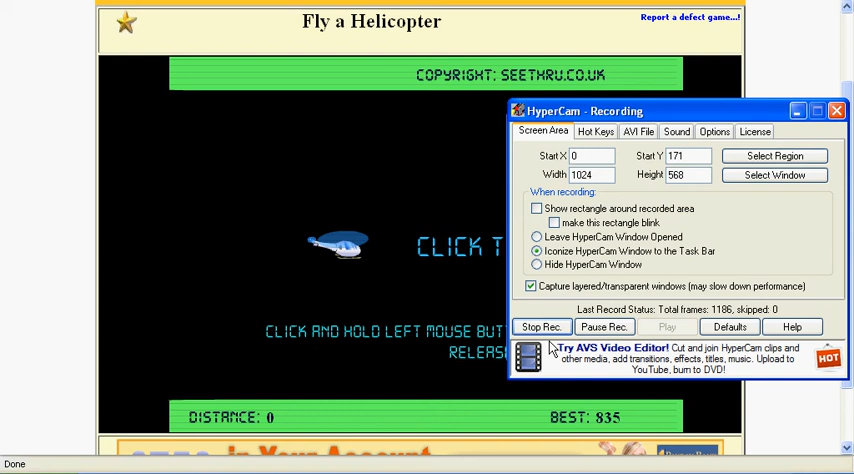 Fly a Helicopter
Report a defect game...!
COPYRIGHT: SEETHRU.CO.UK
HyperCam - Recording
Screen Area Hot Keys AVI File Sound Options License
Start X 0 Start Y 171 Select Region
Width 1024 Height 568 Select Window
When recording:
Show rectangle around recorded area
make this rectangle blink
Leave HyperCam Window Opened
Iconize HyperCam Window to the Task Bar
Hide HyperCam Window
Capture layered/transparent windows (may slow down performance)
Last Record Status: Total frames: 1186, skipped: 0
Stop Rec. Pause Rec. Play Defaults Help
Try AVS Video Editor! Cut and join HyperCam clips and
other media, add transitions, effects, titles, music. Upload to
YouTube, burn to DVD!
HOT
CLICK T
CLICK AND HOLD LEFT MOUSE BUT
RELEAS
DISTANCE: 0 BEST: 835
in Your Account
Done